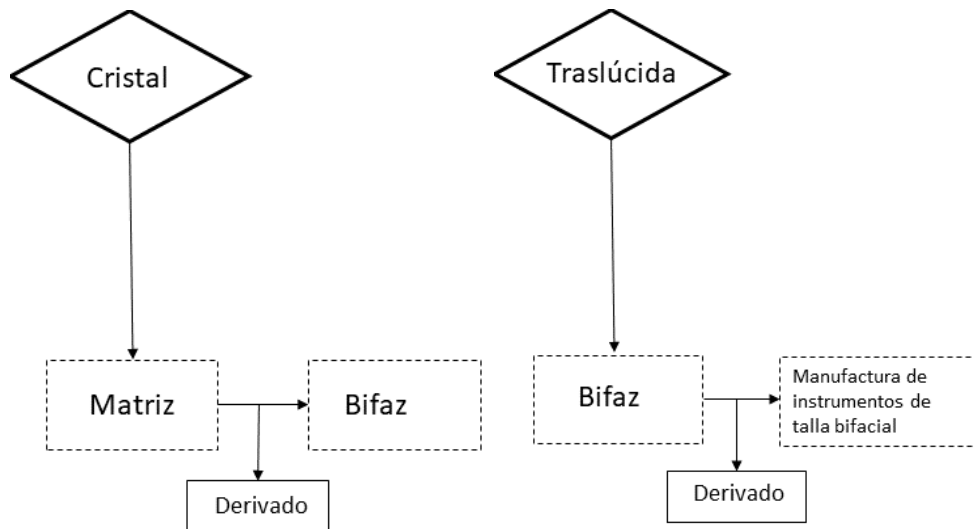 Cristal
Traslúcida
Matriz
Bifaz
Derivado
Bifaz
Manufactura de
instrumentos de
talla bifacial
Derivado